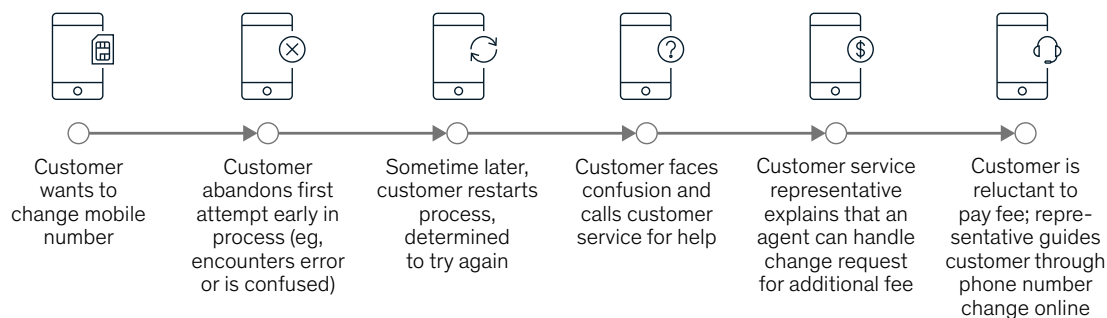 Customer
wants to
change mobile
number
Customer
abandons first
attempt early in
process (eg,
encounters error
or is confused)
Sometime later,
customer restarts
process,
determined
to try again
Customer faces
confusion and
calls customer
service for help
Customer service
representative
explains that an
agent can handle
change request
for additional fee
Customer is
reluctant to
pay fee; repre-
sentative guides
customer through
phone number
change online